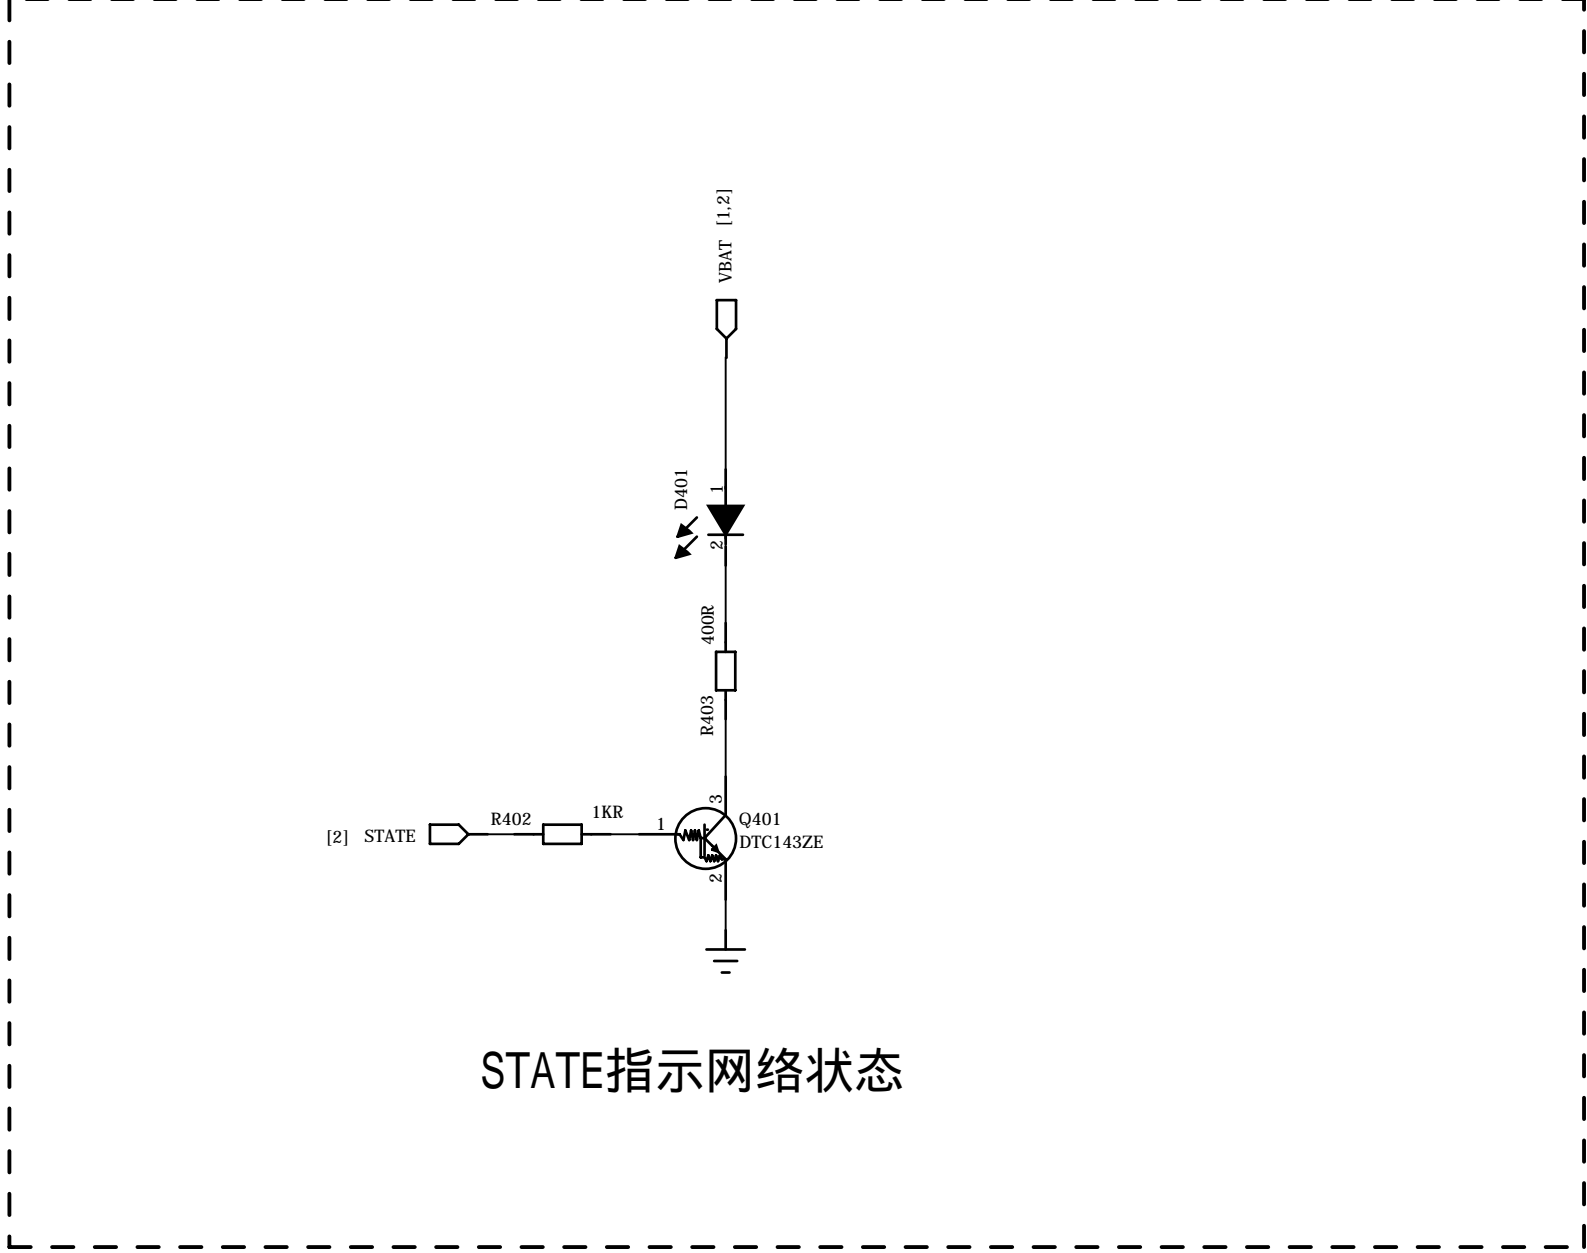 VBAT [1,2]
D401
1
2
400R
R403
3
[2] STATE
R402
1KR
1
Q401
DTC143ZE
2
STATE指示网络状态